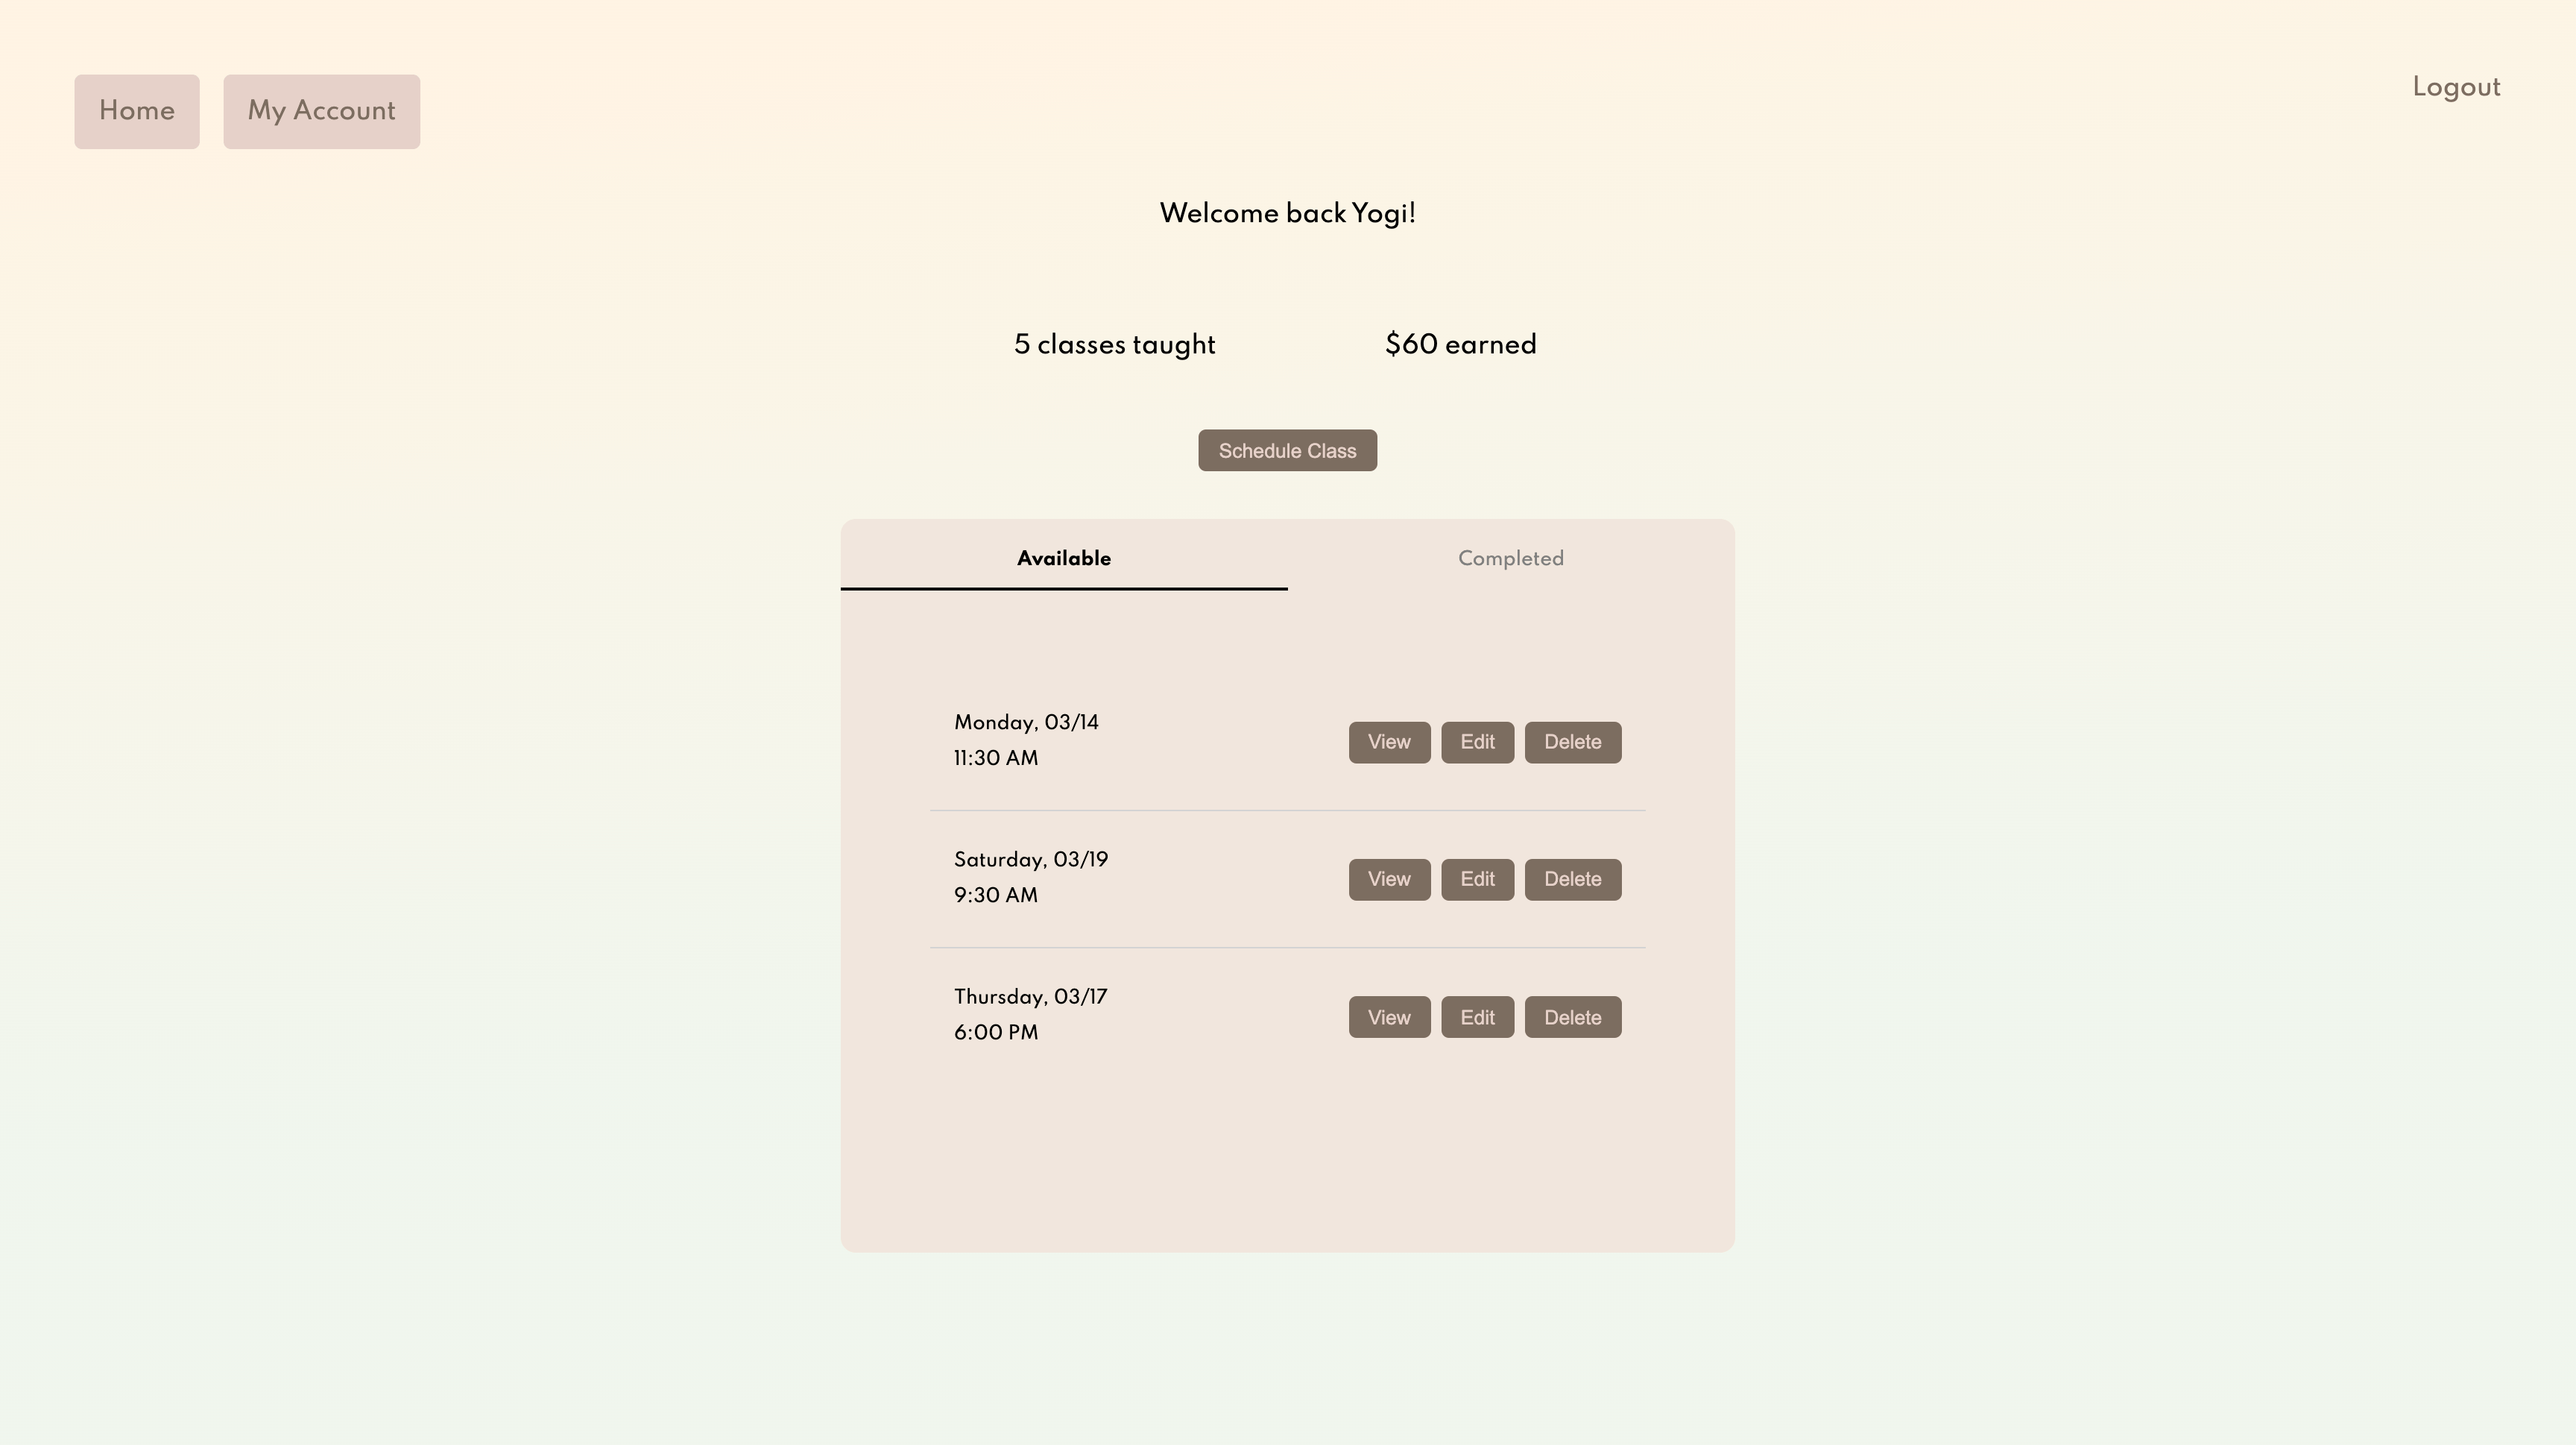 Home My Account Logout
Welcome back Yogi!
5 classes taught $60 earned
Schedule Class
Available Completed
Monday, 03/14
11:30 AM
View Edit Delete
Saturday, 03/19
9:30 AM
View Edit Delete
Thursday, 03/17
6:00 PM
View Edit Delete